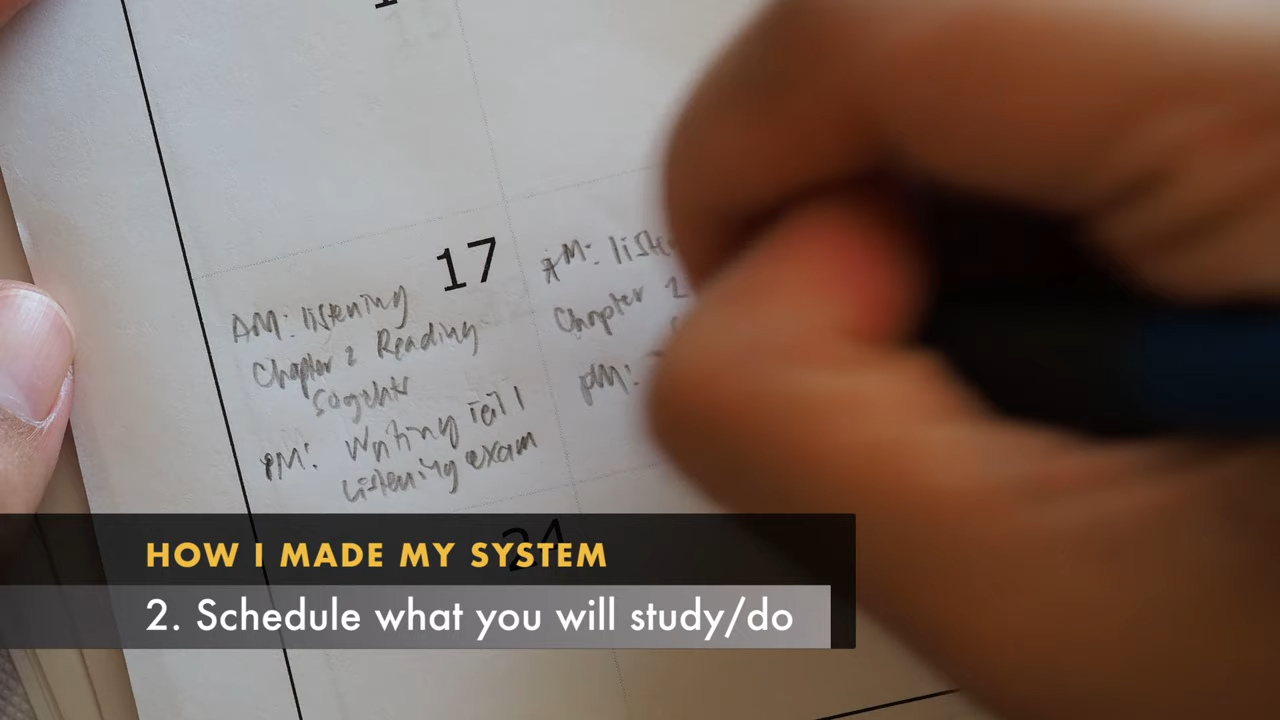 17
AM: listening
Chapter 2 Reading
PM: Writing Test 1
Listening exam
AM: liste
Chapter 2
PM:
24
HOW I MADE MY SYSTEM
2. Schedule what you will study/do